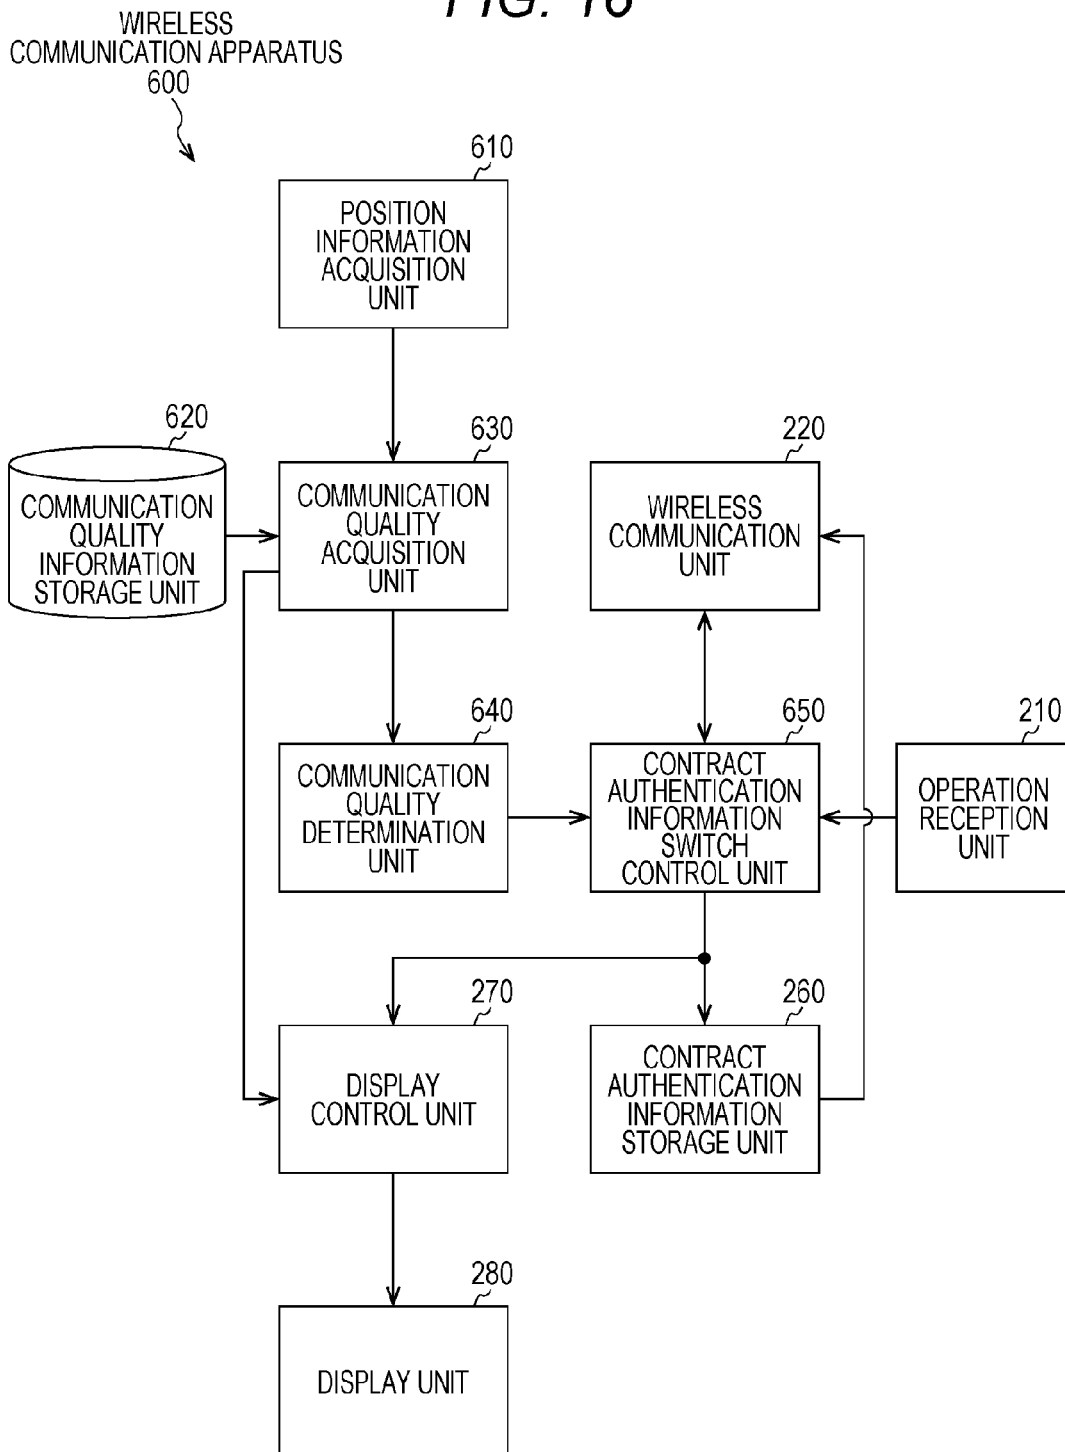 FIG. 16
WIRELESS
COMMUNICATION APPARATUS
600
610
POSITION
INFORMATION
ACQUISITION
UNIT
620
COMMUNICATION
QUALITY
INFORMATION
STORAGE UNIT
630
COMMUNICATION
QUALITY
ACQUISITION
UNIT
220
WIRELESS
COMMUNICATION
UNIT
640
COMMUNICATION
QUALITY
DETERMINATION
UNIT
650
CONTRACT
AUTHENTICATION
INFORMATION
SWITCH
CONTROL UNIT
210
OPERATION
RECEPTION
UNIT
270
DISPLAY
CONTROL UNIT
260
CONTRACT
AUTHENTICATION
INFORMATION
STORAGE UNIT
280
DISPLAY UNIT